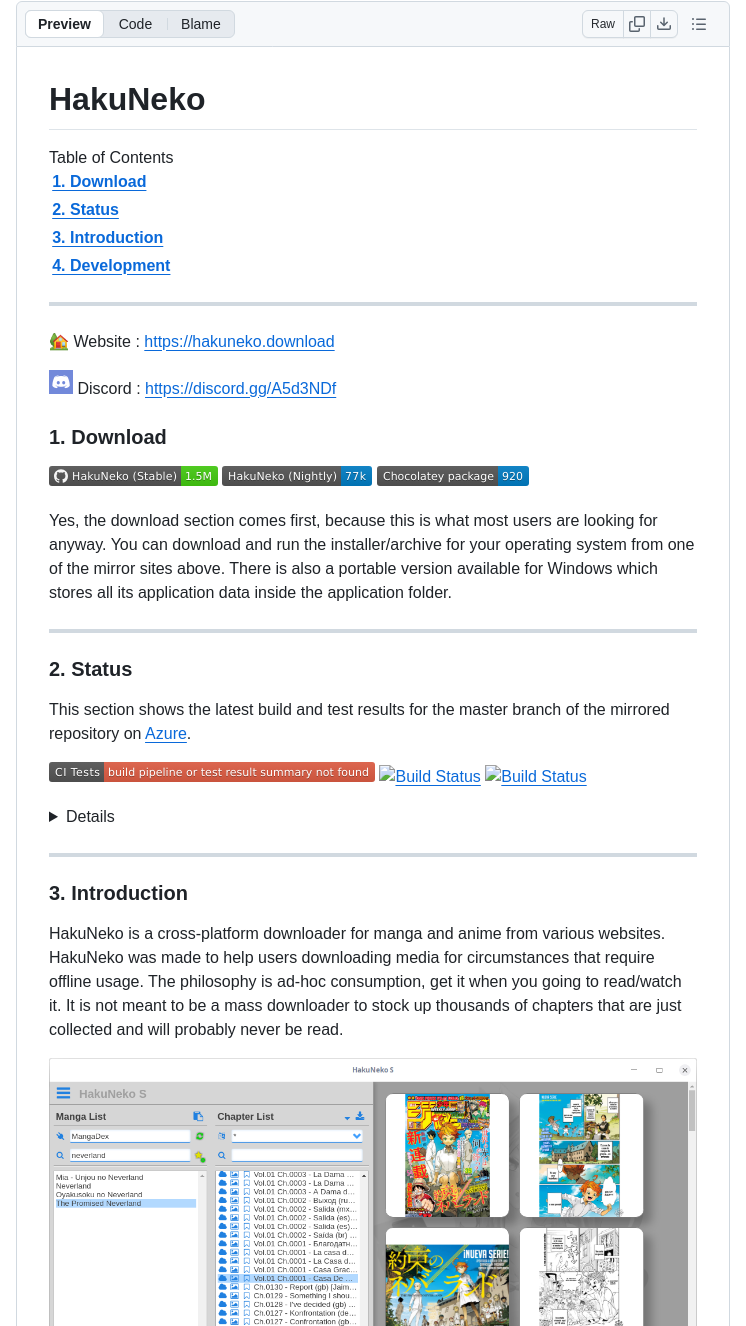 Preview Code Blame Raw
HakuNeko
Table of Contents
1. Download
2. Status
3. Introduction
4. Development
Website : https://hakuneko.download
Discord : https://discord.gg/A5d3NDf
1. Download
HakuNeko (Stable) 1.5M HakuNeko (Nightly) 77k Chocolatey package 920
Yes, the download section comes first, because this is what most users are looking for
anyway. You can download and run the installer/archive for your operating system from one
of the mirror sites above. There is also a portable version available for Windows which
stores all its application data inside the application folder.
2. Status
This section shows the latest build and test results for the master branch of the mirrored
repository on Azure.
CI Tests build pipeline or test result summary not found Build Status Build Status
Details
3. Introduction
HakuNeko is a cross-platform downloader for manga and anime from various websites.
HakuNeko was made to help users downloading media for circumstances that require
offline usage. The philosophy is ad-hoc consumption, get it when you going to read/watch
it. It is not meant to be a mass downloader to stock up thousands of chapters that are just
collected and will probably never be read.
HakuNeko S
HakuNeko S
Manga List
MangaDex
neverland
Mia - Unjou no Neverland
Neverland
Oyakusoku no Neverland
The Promised Neverland
Chapter List
*
Vol.01 Ch.0003 - La Dama ...
Vol.01 Ch.0003 - La Dama ...
Vol.01 Ch.0003 - A Dama d...
Vol.01 Ch.0002 - Выход (ru...
Vol.01 Ch.0002 - Salida (mx...
Vol.01 Ch.0002 - Salida (es)...
Vol.01 Ch.0002 - Salida (es)...
Vol.01 Ch.0002 - Saída (br) ...
Vol.01 Ch.0001 - Благодатн...
Vol.01 Ch.0001 - La casa d...
Vol.01 Ch.0001 - La Casa d...
Vol.01 Ch.0001 - Casa Grac...
Vol.01 Ch.0001 - Casa De ...
Ch.0130 - Report (gb) [Jaim...
Ch.0129 - Something I shou...
Ch.0128 - I've decided (gb) ...
Ch.0127 - Konfrontation (de...
Ch.0127 - Confrontation (gb...
約束のネバーランド
¡NUEVA SERIE!